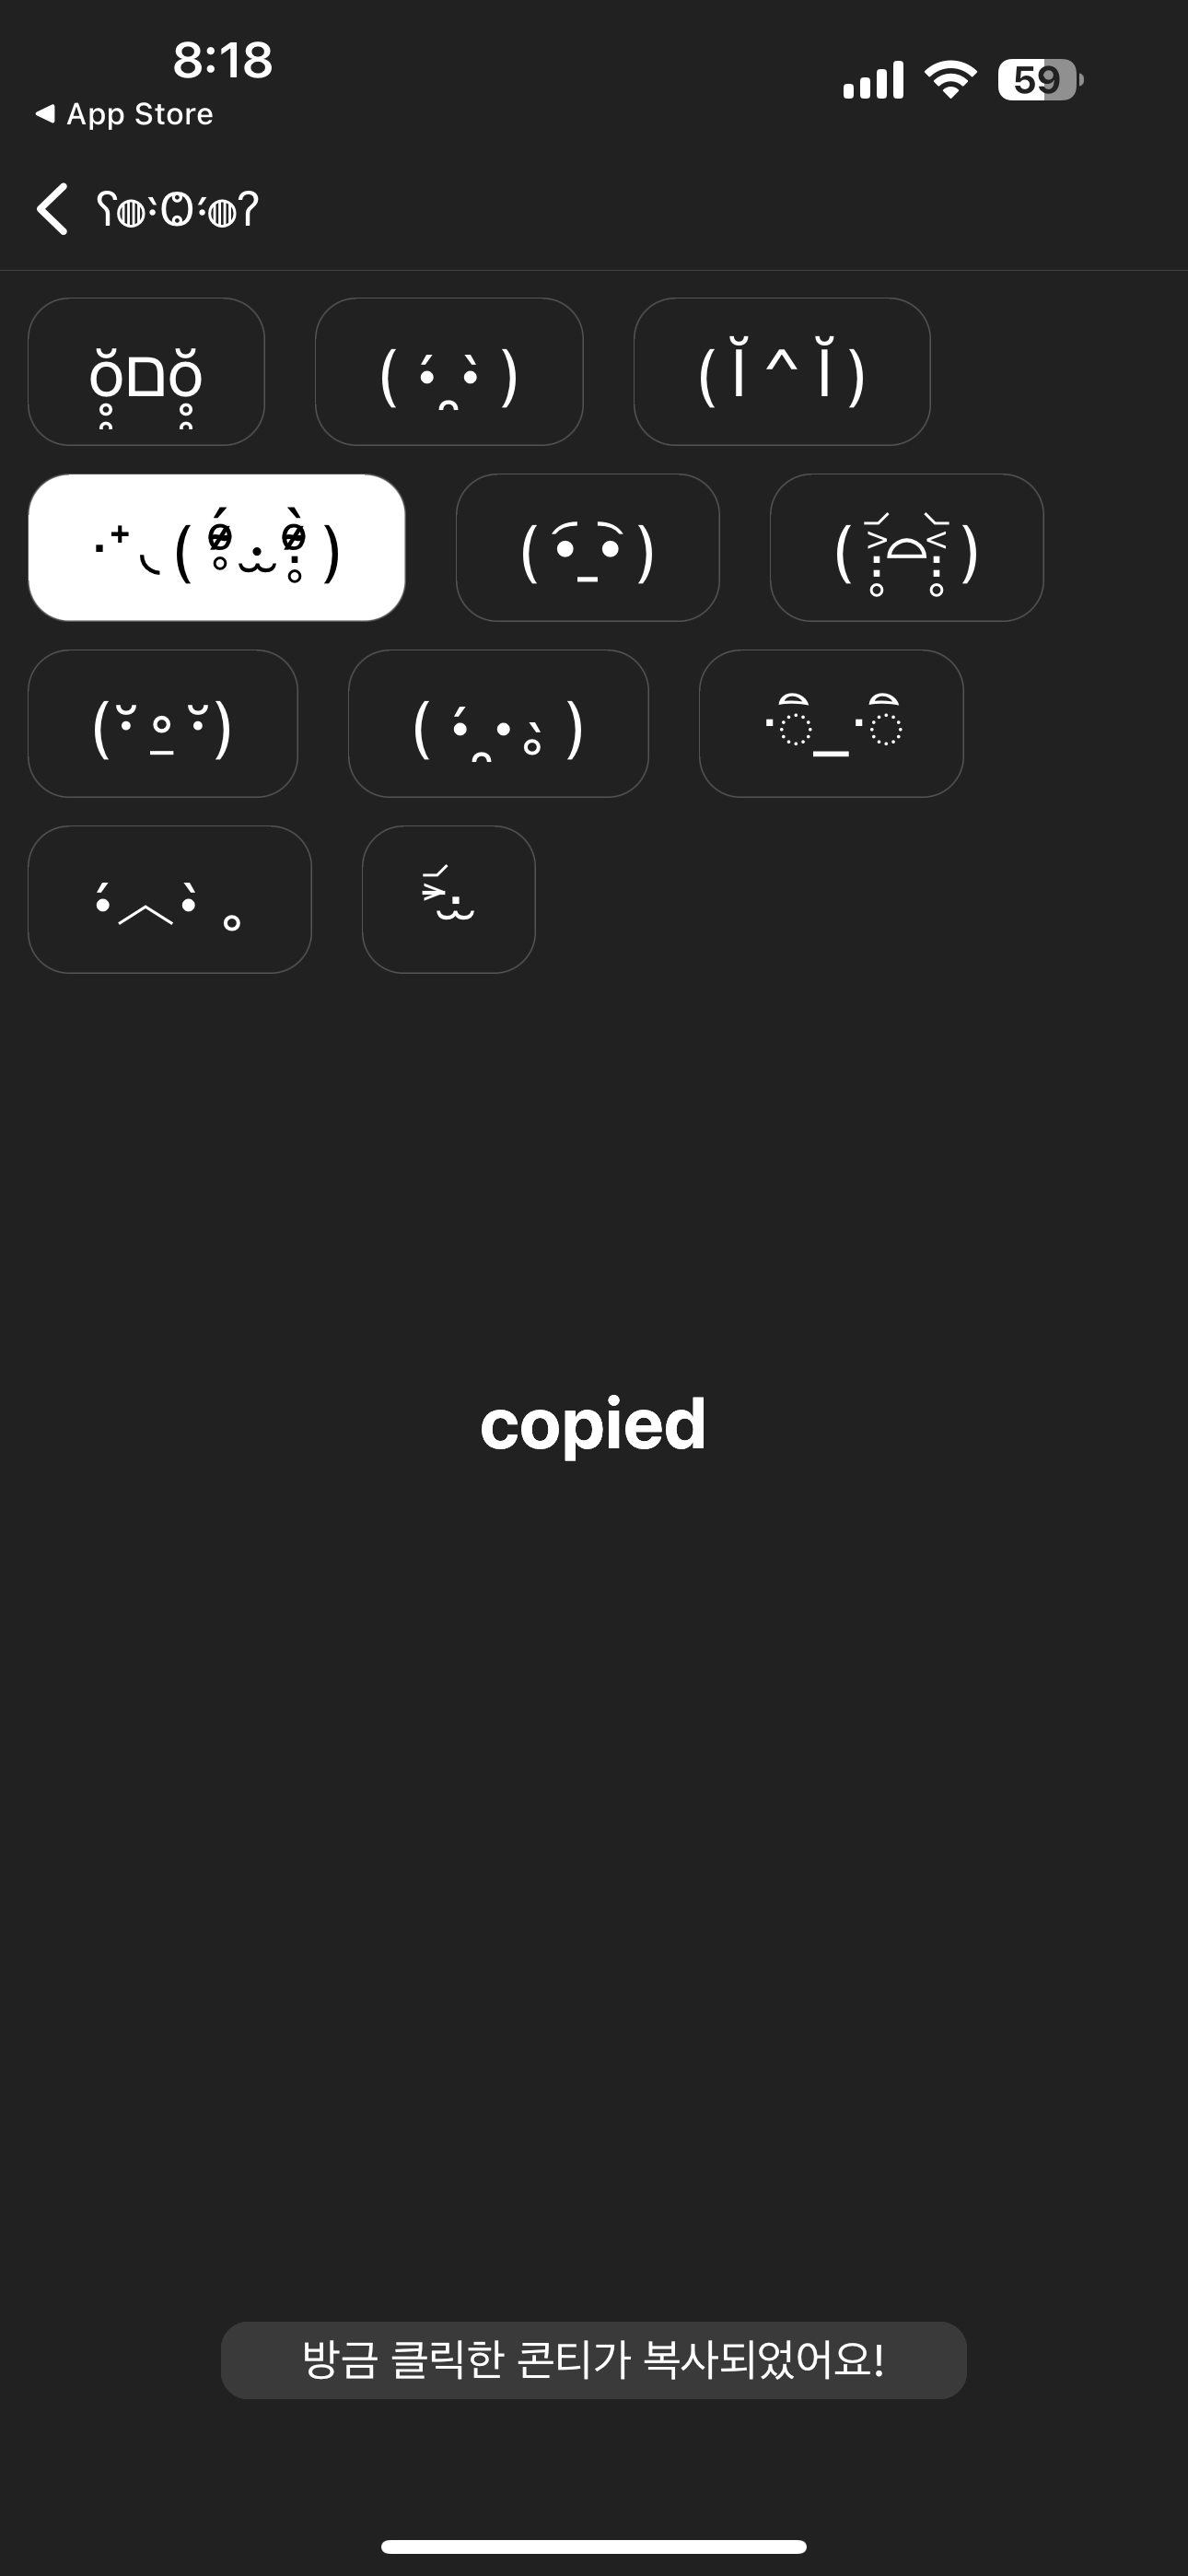 8:18
59
◀ App Store
ʕ◍·̀Ö̥·́◍ʔ
ŏ̥̥םŏ̥̥
( •́ ̯•̀ )
( ĭ ^ ĭ )
( ͡• _ ͡• )
(˘̇ o̱ ˘̇)
( •́ ̯•̀。 )
•́︿•̀ 。
copied
방금 클릭한 콘티가 복사되었어요!